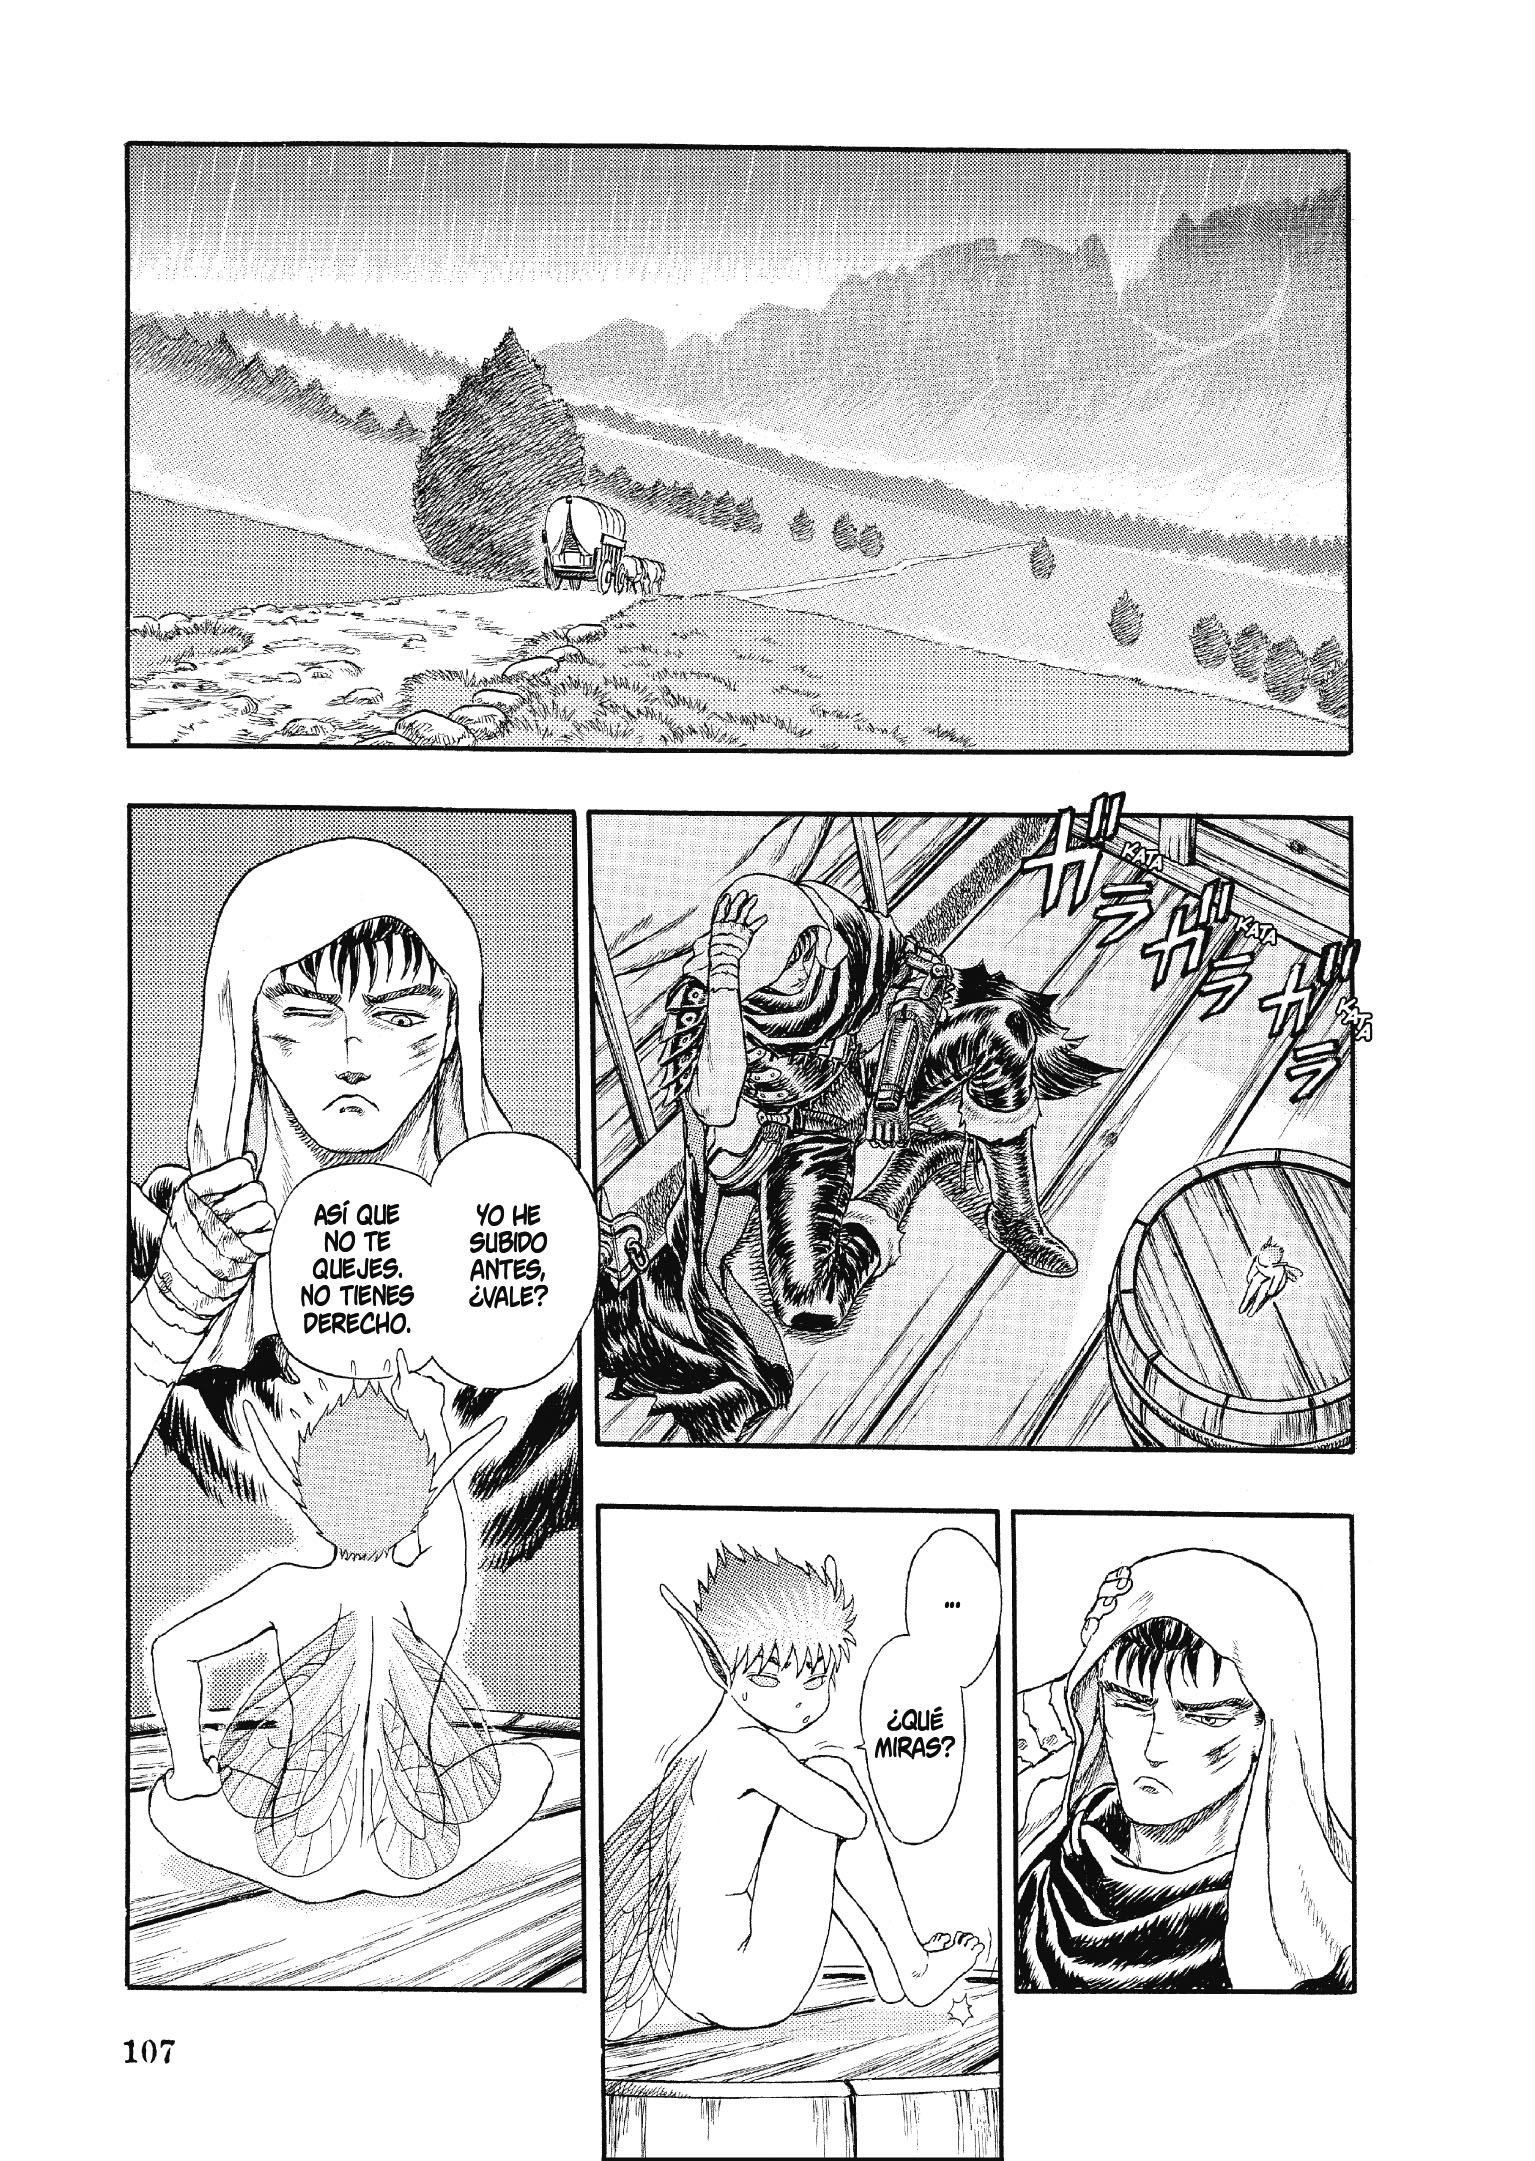 ガラ
KATA
ガラ
KATA
ガラ
KATA
...
¿QUÉ
MIRAS?
YO HE
SUBIDO
ANTES,
¿VALE?
ASÍ QUE
NO TE
QUEJES.
NO TIENES
DERECHO.
107